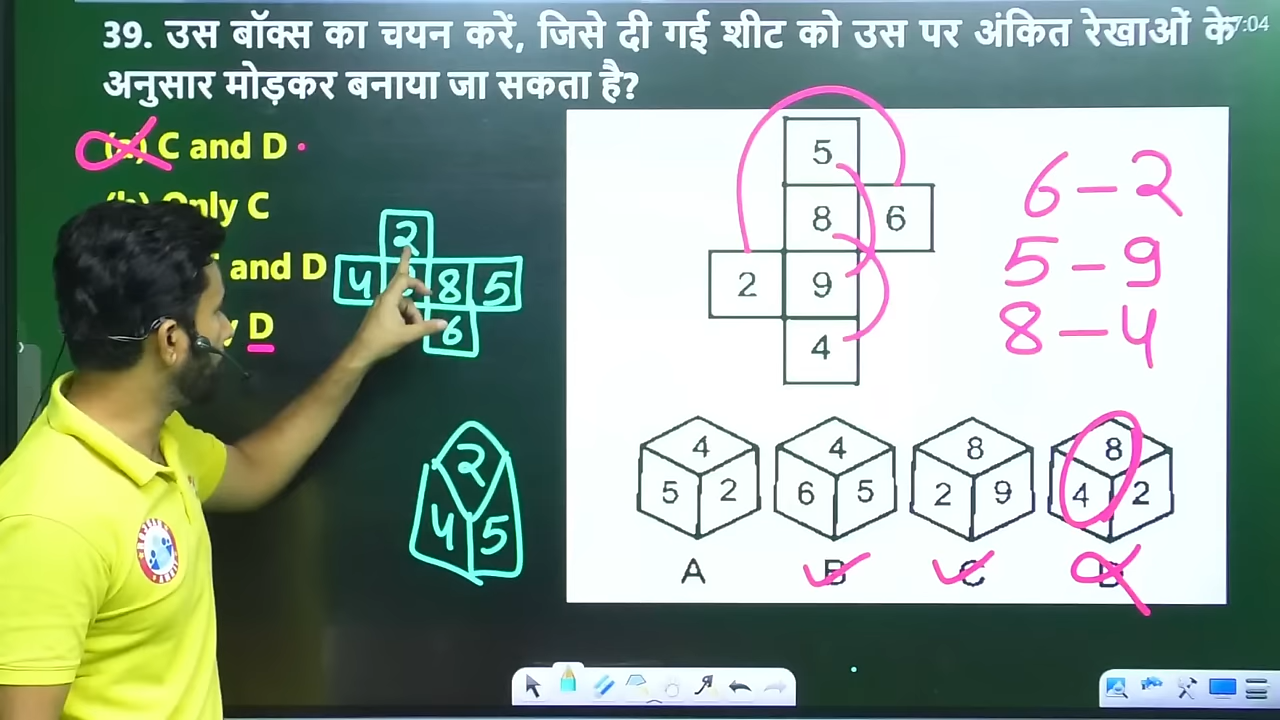 39. उस बॉक्स का चयन करें, जिसे दी गई शीट को उस पर अंकित रेखाओं के
7:04
अनुसार मोड़कर बनाया जा सकता है?
C and D
Only C
and D
D
2
4 8 5
6
2
4 5
5
8 6
2 9
4
6 - 2
5 - 9
8 - 4
4
5 2
4
6 5
8
2 9
8
4 2
A B C D